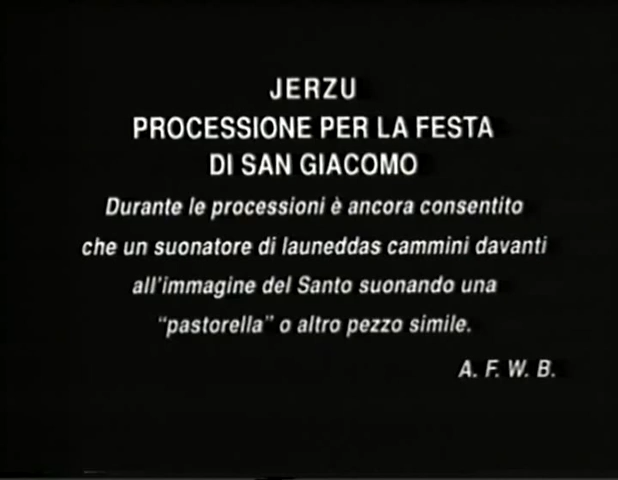 JERZU
PROCESSIONE PER LA FESTA
DI SAN GIACOMO
Durante le processioni è ancora consentito
che un suonatore di launeddas cammini davanti
all'immagine del Santo suonando una
"pastorella" o altro pezzo simile.
A. F. W. B.